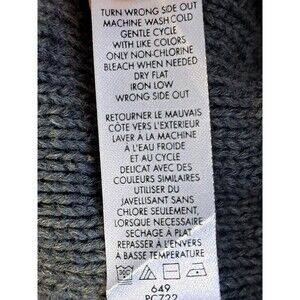 TURN WRONG SIDE OUT
MACHINE WASH COLD
GENTLE CYCLE
WITH LIKE COLORS
ONLY NON-CHLORINE
BLEACH WHEN NEEDED
DRY FLAT
IRON LOW
WRONG SIDE OUT
RETOURNER LE MAUVAIS
CÔTE VERS L'EXTERIEUR
LAVER À LA MACHINE
À L'EAU FROIDE
ET AU CYCLE
DELICAT AVEC DES
COULEURS SIMILAIRES
UTILISER DU
JAVELLISANT SANS
CHLORE SEULEMENT,
LORSQUE NECESSAIRE
SECHAGE À PLAT
REPASSER À L'ENVERS
À BASSE TEMPERATURE
649
PC722